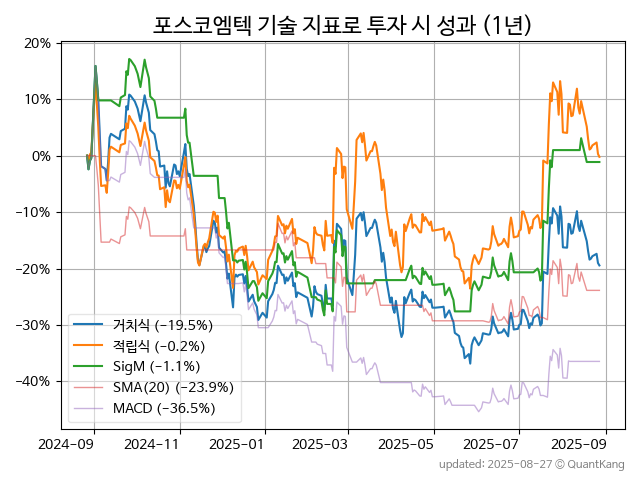 포스코엠텍 기술 지표로 투자 시 성과 (1년)
20%
10%
0%
−10%
−20%
−30%
−40%
거치식 (−19.5%)
적립식 (−0.2%)
SigM (−1.1%)
SMA(20) (−23.9%)
MACD (−36.5%)
2024-09 2024-11 2025-01 2025-03 2025-05 2025-07 2025-09
updated: 2025-08-27 © QuantKang